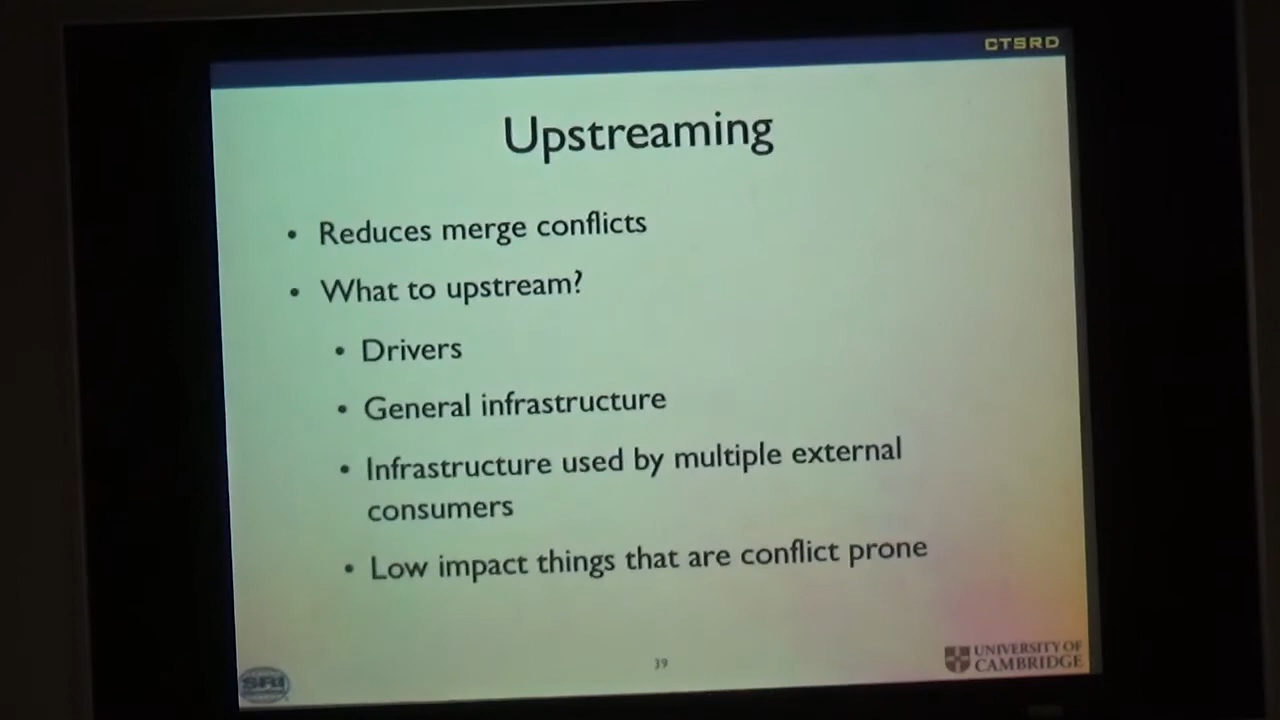 CTSRD
Upstreaming
• Reduces merge conflicts
• What to upstream?
• Drivers
• General infrastructure
• Infrastructure used by multiple external
consumers
• Low impact things that are conflict prone
39
SRI
UNIVERSITY OF
CAMBRIDGE